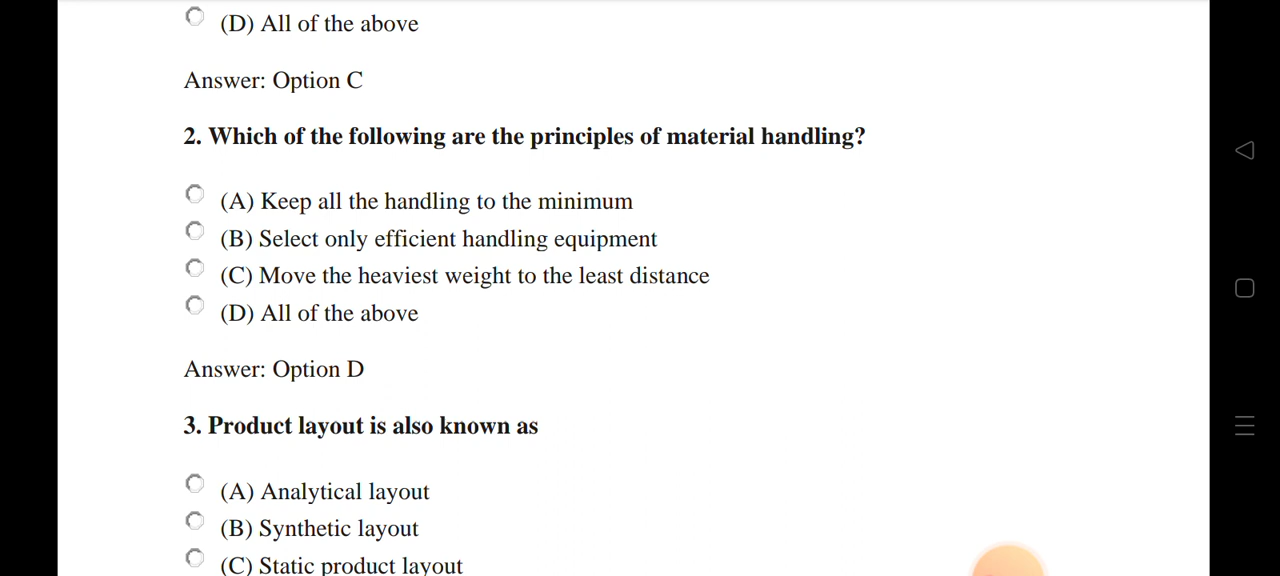 (D) All of the above
Answer: Option C
2. Which of the following are the principles of material handling?
(A) Keep all the handling to the minimum
(B) Select only efficient handling equipment
(C) Move the heaviest weight to the least distance
(D) All of the above
Answer: Option D
3. Product layout is also known as
(A) Analytical layout
(B) Synthetic layout
(C) Static product layout